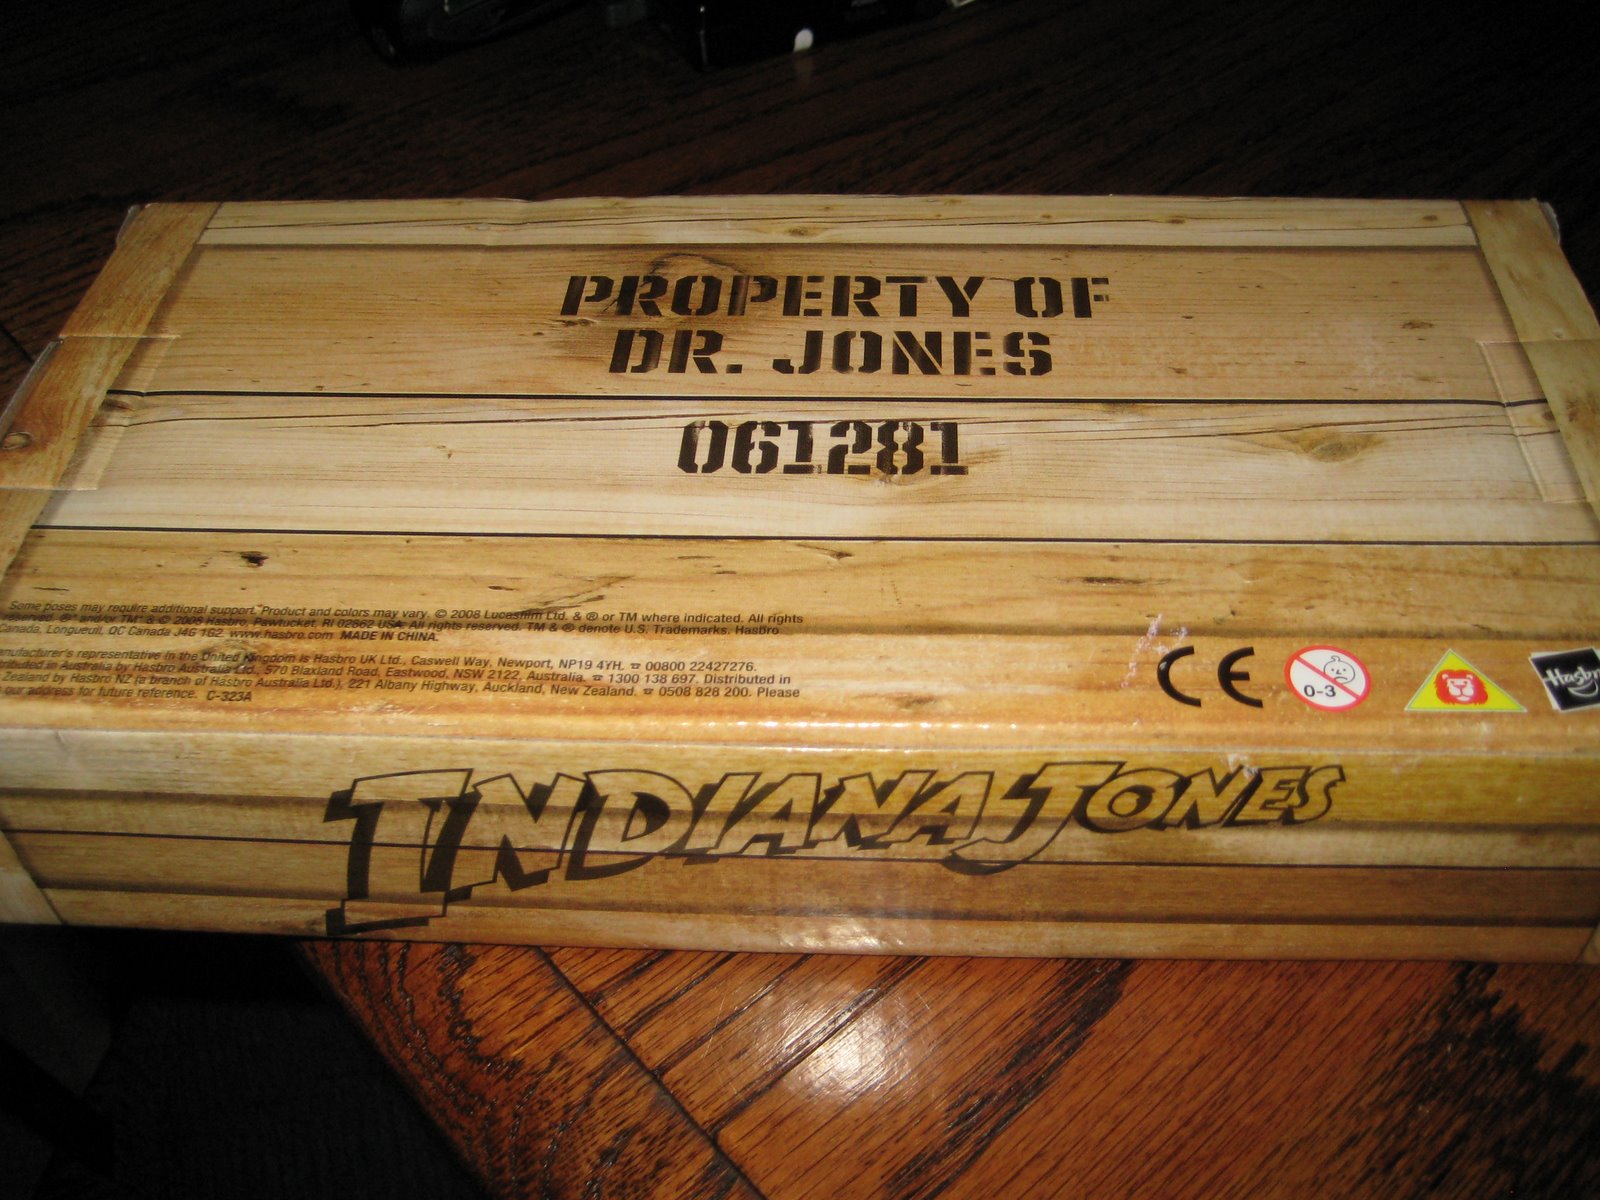 PROPERTY OF
DR. JONES
061281
Some poses may require additional support. Product and colors may vary. © 2008 Lucasfilm Ltd. & ® or TM where indicated. All rights
reserved. ®* and/or TM* & © 2008 Hasbro, Pawtucket, RI 02862 USA. All rights reserved. TM & ® denote U.S. Trademarks. Hasbro
Canada, Longueuil, QC Canada J4G 1G2. www.hasbro.com MADE IN CHINA.
anufacturer's representative in the United Kingdom is Hasbro UK Ltd., Caswell Way, Newport, NP19 4YH. ☎ 00800 22427276.
tributed in Australia by Hasbro Australia Ltd., 570 Blaxland Road, Eastwood, NSW 2122, Australia. ☎ 1300 138 697. Distributed in
Zealand by Hasbro NZ (a branch of Hasbro Australia Ltd.), 221 Albany Highway, Auckland, New Zealand. ☎ 0508 828 200. Please
our address for future reference. C-323A
CE
0-3
Hasbr
INDIANA JONES